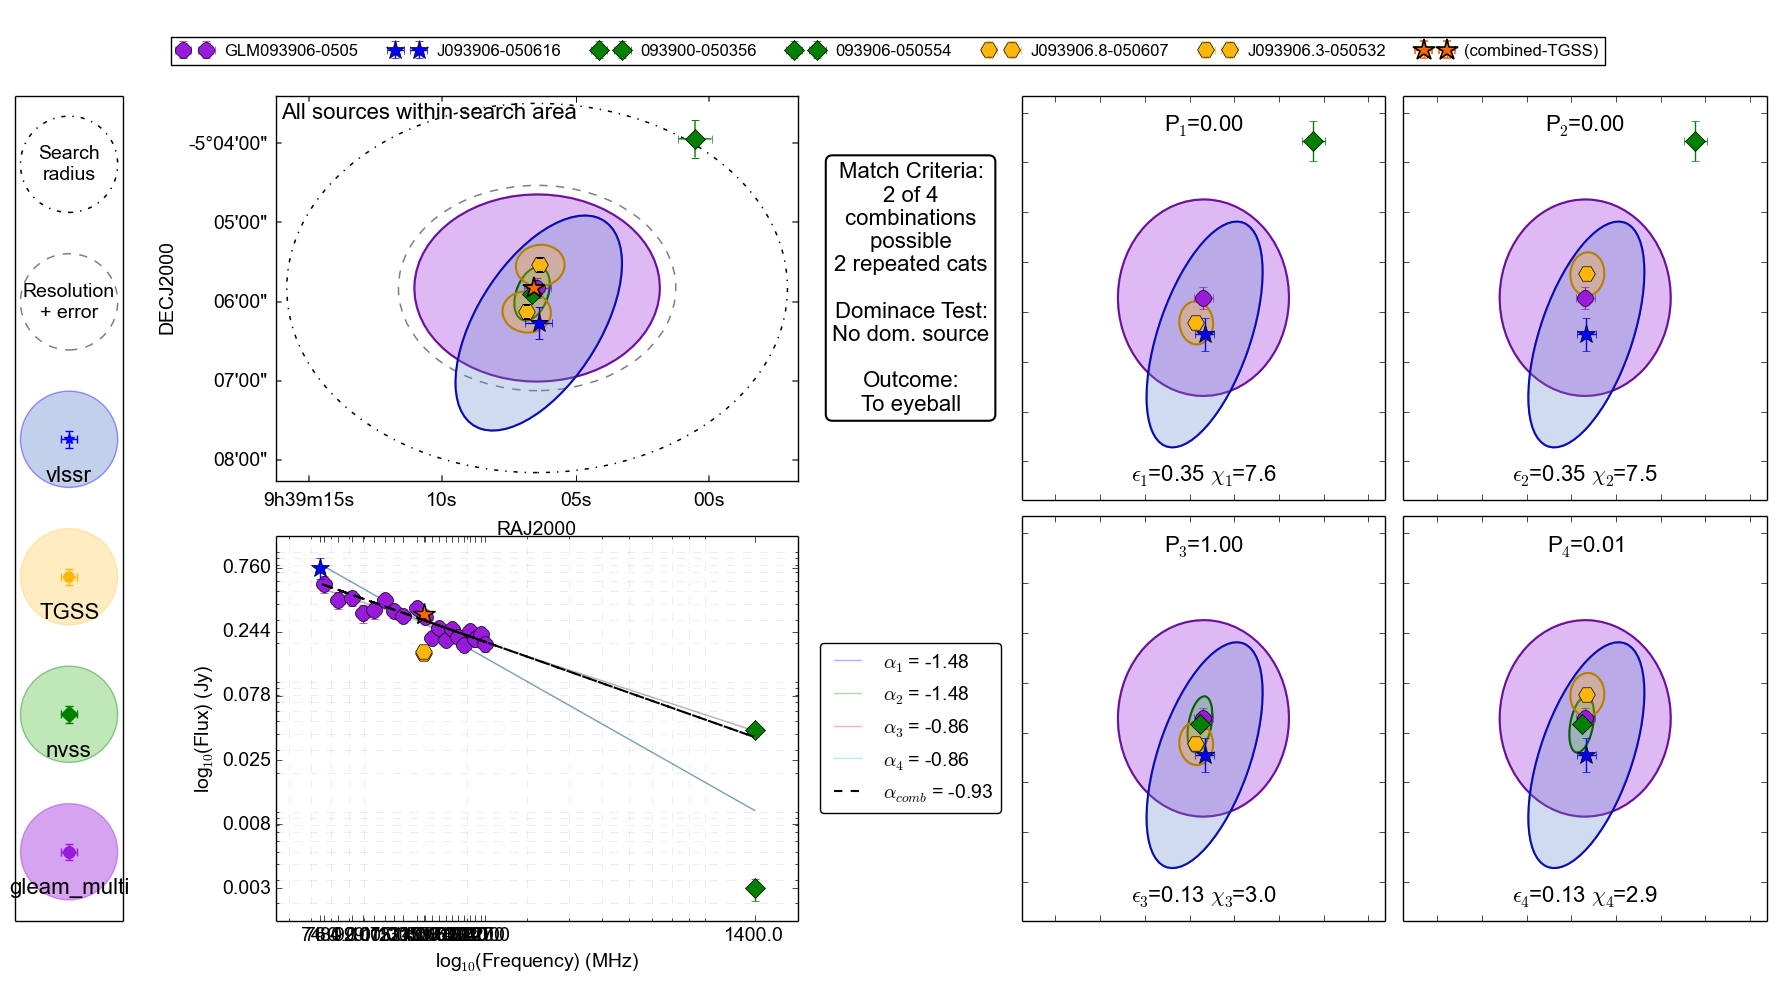 GLM093906-0505 J093906-050616 093900-050356 093906-050554 J093906.8-050607 J093906.3-050532 (combined-TGSS)
Search
radius
Resolution
+ error
vlssr
TGSS
nvss
gleam_multi
All sources within search area
DECJ2000
-5°04'00"
05'00"
06'00"
07'00"
08'00"
9h39m15s 10s 05s 00s
RAJ2000
Match Criteria:
2 of 4
combinations
possible
2 repeated cats
Dominace Test:
No dom. source
Outcome:
To eyeball
P1=0.00
ϵ1=0.35 χ1=7.6
P2=0.00
ϵ2=0.35 χ2=7.5
log10(Flux) (Jy)
0.760
0.244
0.078
0.025
0.008
0.003
1400.0
log10(Frequency) (MHz)
α1 = -1.48
α2 = -1.48
α3 = -0.86
α4 = -0.86
αcomb = -0.93
P3=1.00
ϵ3=0.13 χ3=3.0
P4=0.01
ϵ4=0.13 χ4=2.9